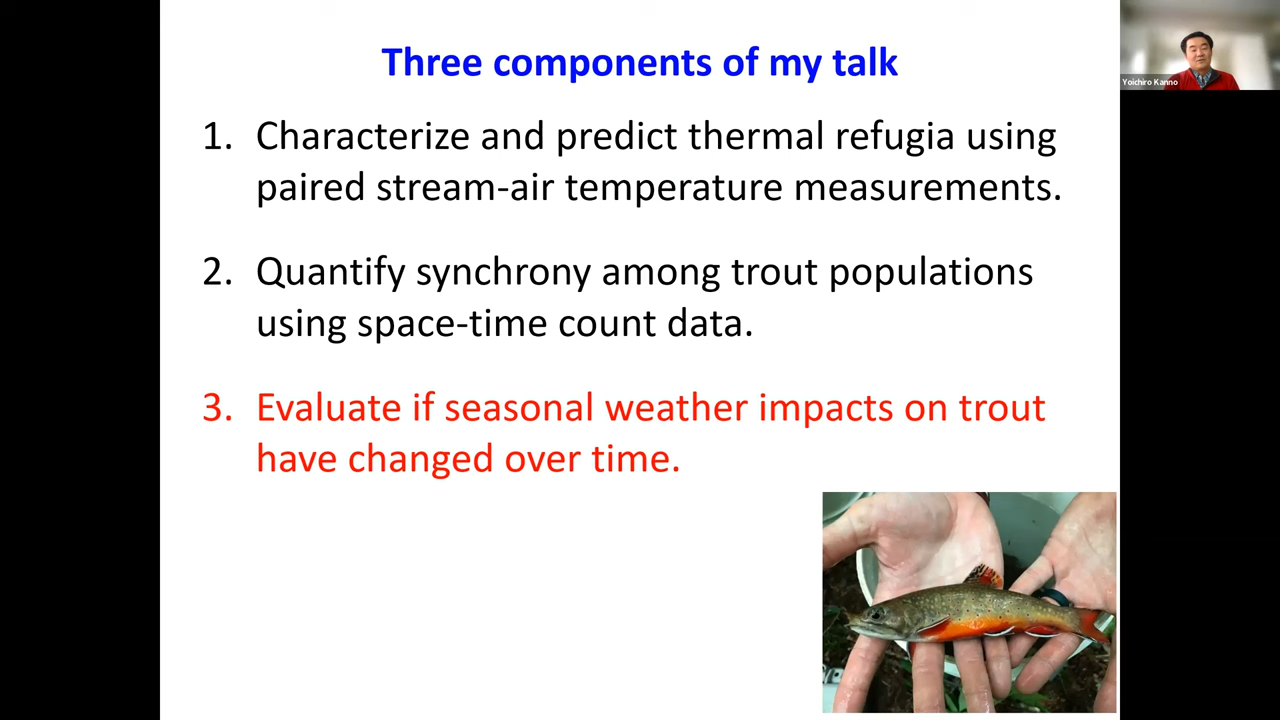 Three components of my talk
1. Characterize and predict thermal refugia using
paired stream-air temperature measurements.
2. Quantify synchrony among trout populations
using space-time count data.
3. Evaluate if seasonal weather impacts on trout
have changed over time.
Yoichiro Kanno